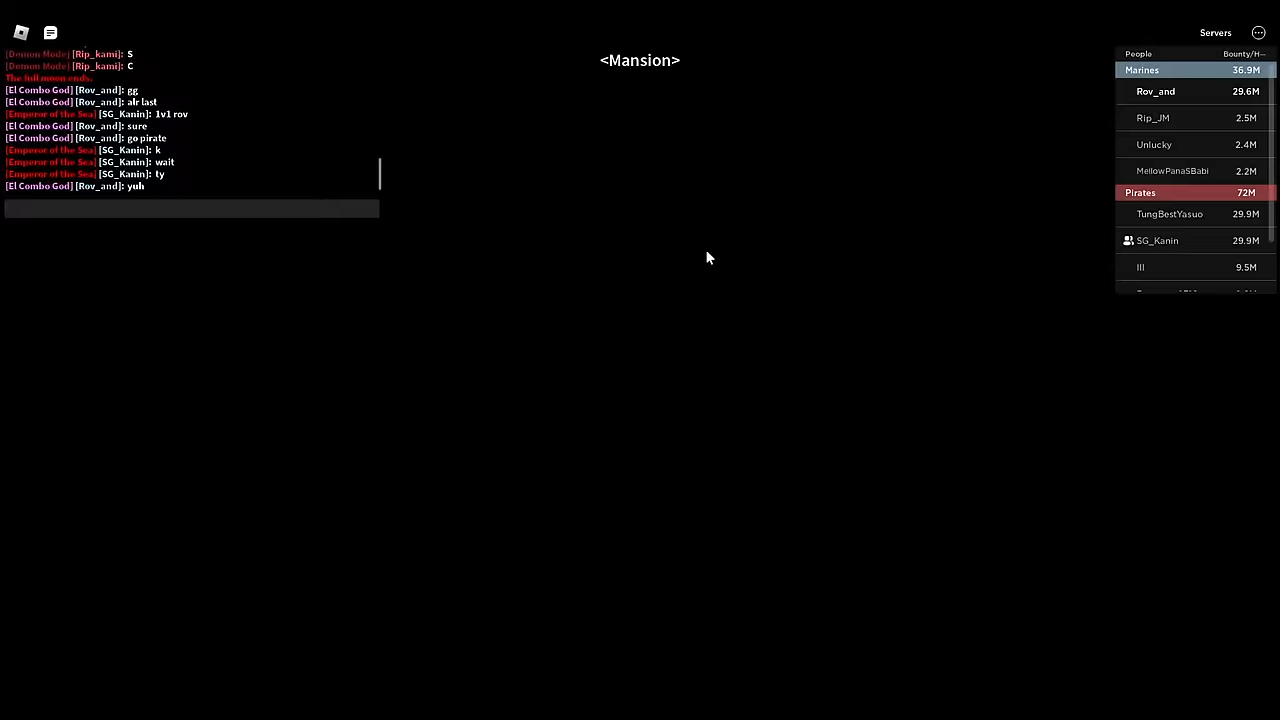 Servers
[Demon Mode] [Rip_kami]: S
[Demon Mode] [Rip_kami]: C
The full moon ends.
[El Combo God] [Rov_and]: gg
[El Combo God] [Rov_and]: alr last
[Emperor of the Sea] [SG_Kanin]: 1v1 rov
[El Combo God] [Rov_and]: sure
[El Combo God] [Rov_and]: go pirate
[Emperor of the Sea] [SG_Kanin]: k
[Emperor of the Sea] [SG_Kanin]: wait
[Emperor of the Sea] [SG_Kanin]: ty
[El Combo God] [Rov_and]: yuh
<Mansion>
People Bounty/H—
Marines 36.9M
Rov_and 29.6M
Rip_JM 2.5M
Unlucky 2.4M
MellowPanaSBabi 2.2M
Pirates 72M
TungBestYasuo 29.9M
SG_Kanin 29.9M
III 9.5M